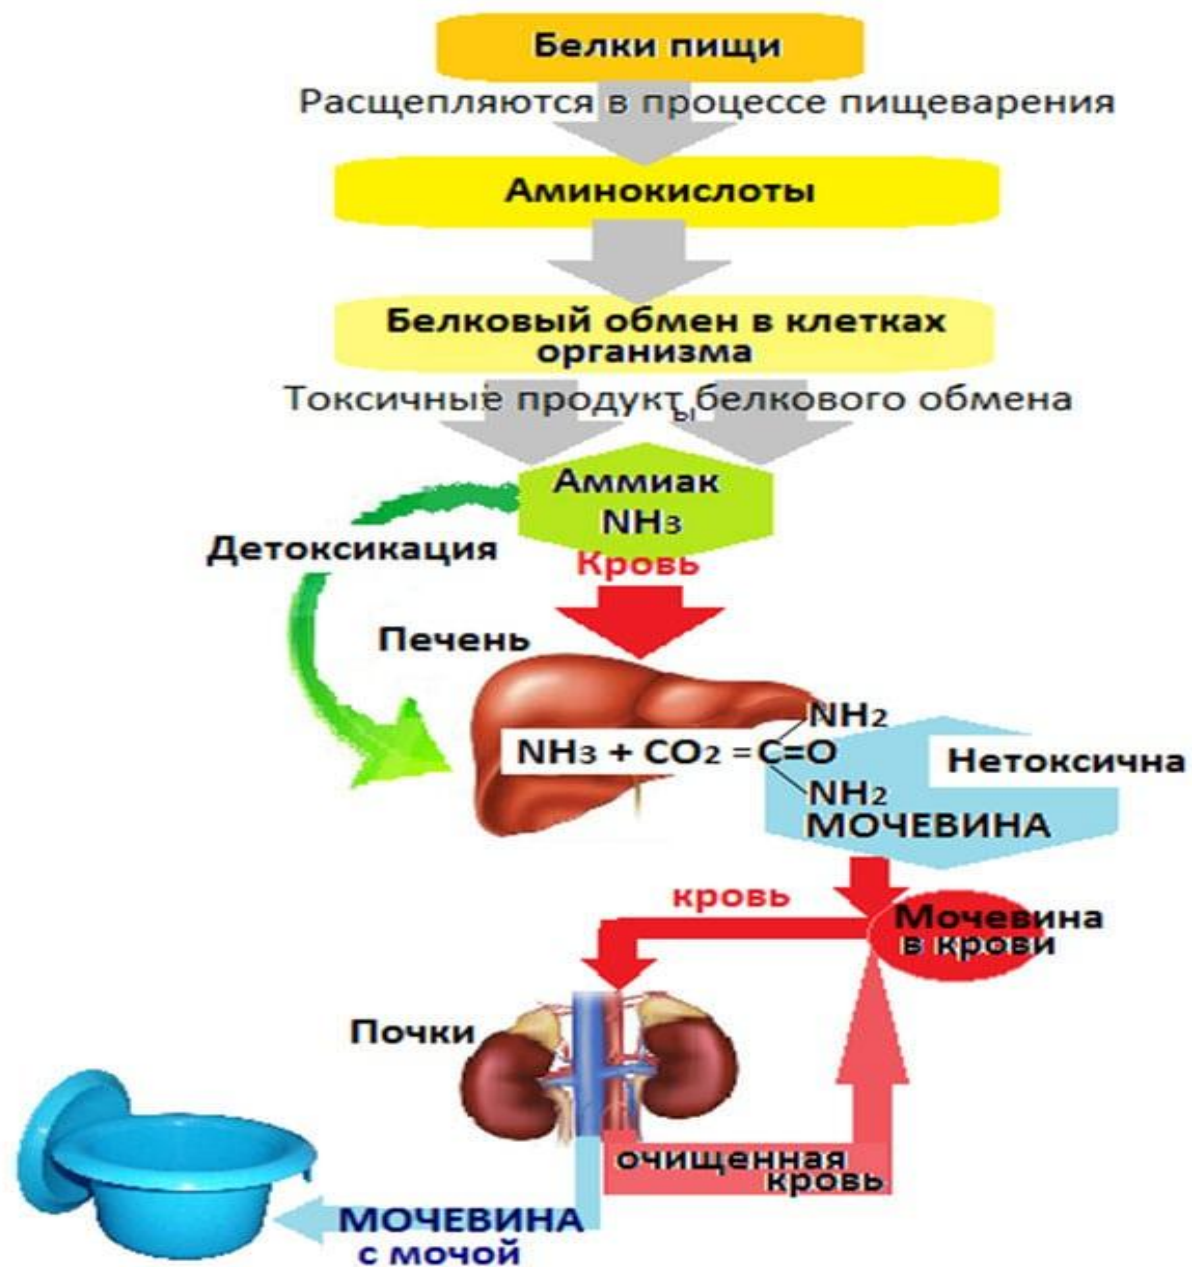 Белки пищи
Расщепляются в процессе пищеварения
Аминокислоты
Белковый обмен в клетках
организма
Токсичные продукты белкового обмена
Аммиак
NH3
Детоксикация
Кровь
Печень
NH2
NH3 + CO2 = C=O
Нетоксична
NH2
МОЧЕВИНА
кровь
Мочевина
в крови
Почки
очищенная
кровь
МОЧЕВИНА
с мочой